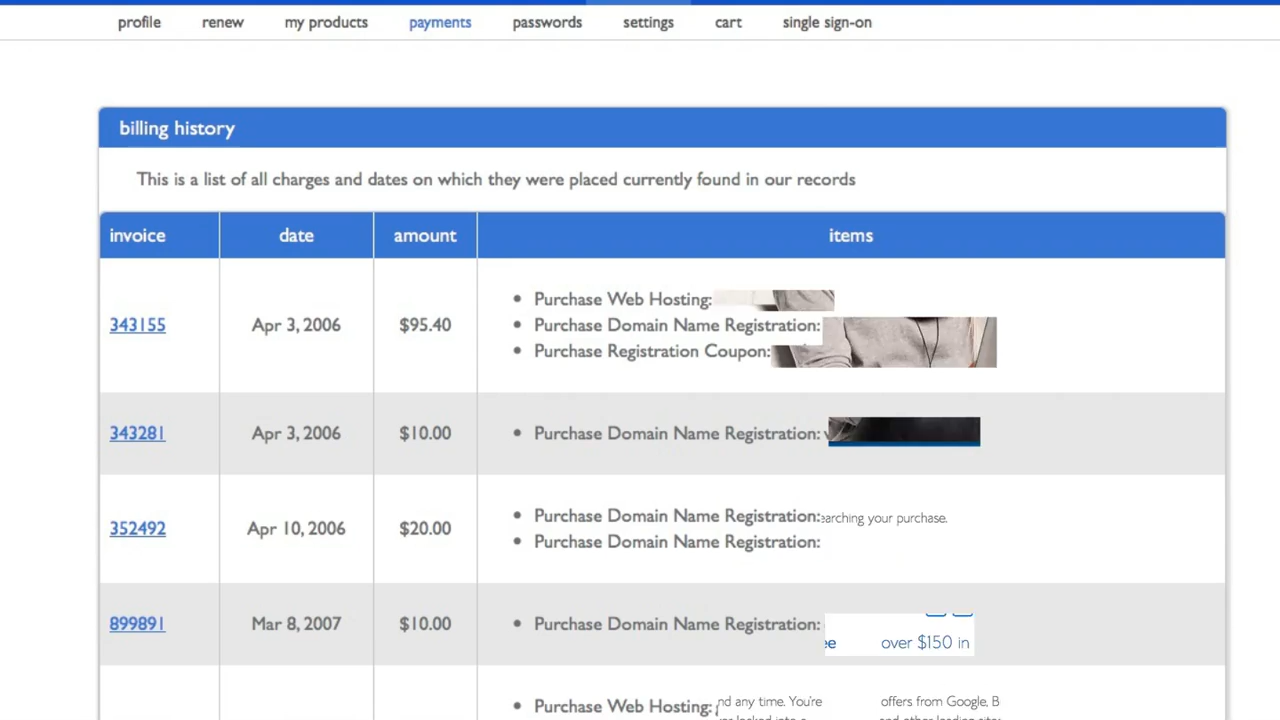 profile renew my products payments passwords settings cart single sign-on
billing history
This is a list of all charges and dates on which they were placed currently found in our records
invoice date amount items
343155 Apr 3, 2006 $95.40
• Purchase Web Hosting:
• Purchase Domain Name Registration:
• Purchase Registration Coupon:
343281 Apr 3, 2006 $10.00 • Purchase Domain Name Registration:
352492 Apr 10, 2006 $20.00
• Purchase Domain Name Registration: earching your purchase.
• Purchase Domain Name Registration:
899891 Mar 8, 2007 $10.00 • Purchase Domain Name Registration:
ee over $150 in
• Purchase Web Hosting: nd any time. You're offers from Google, B